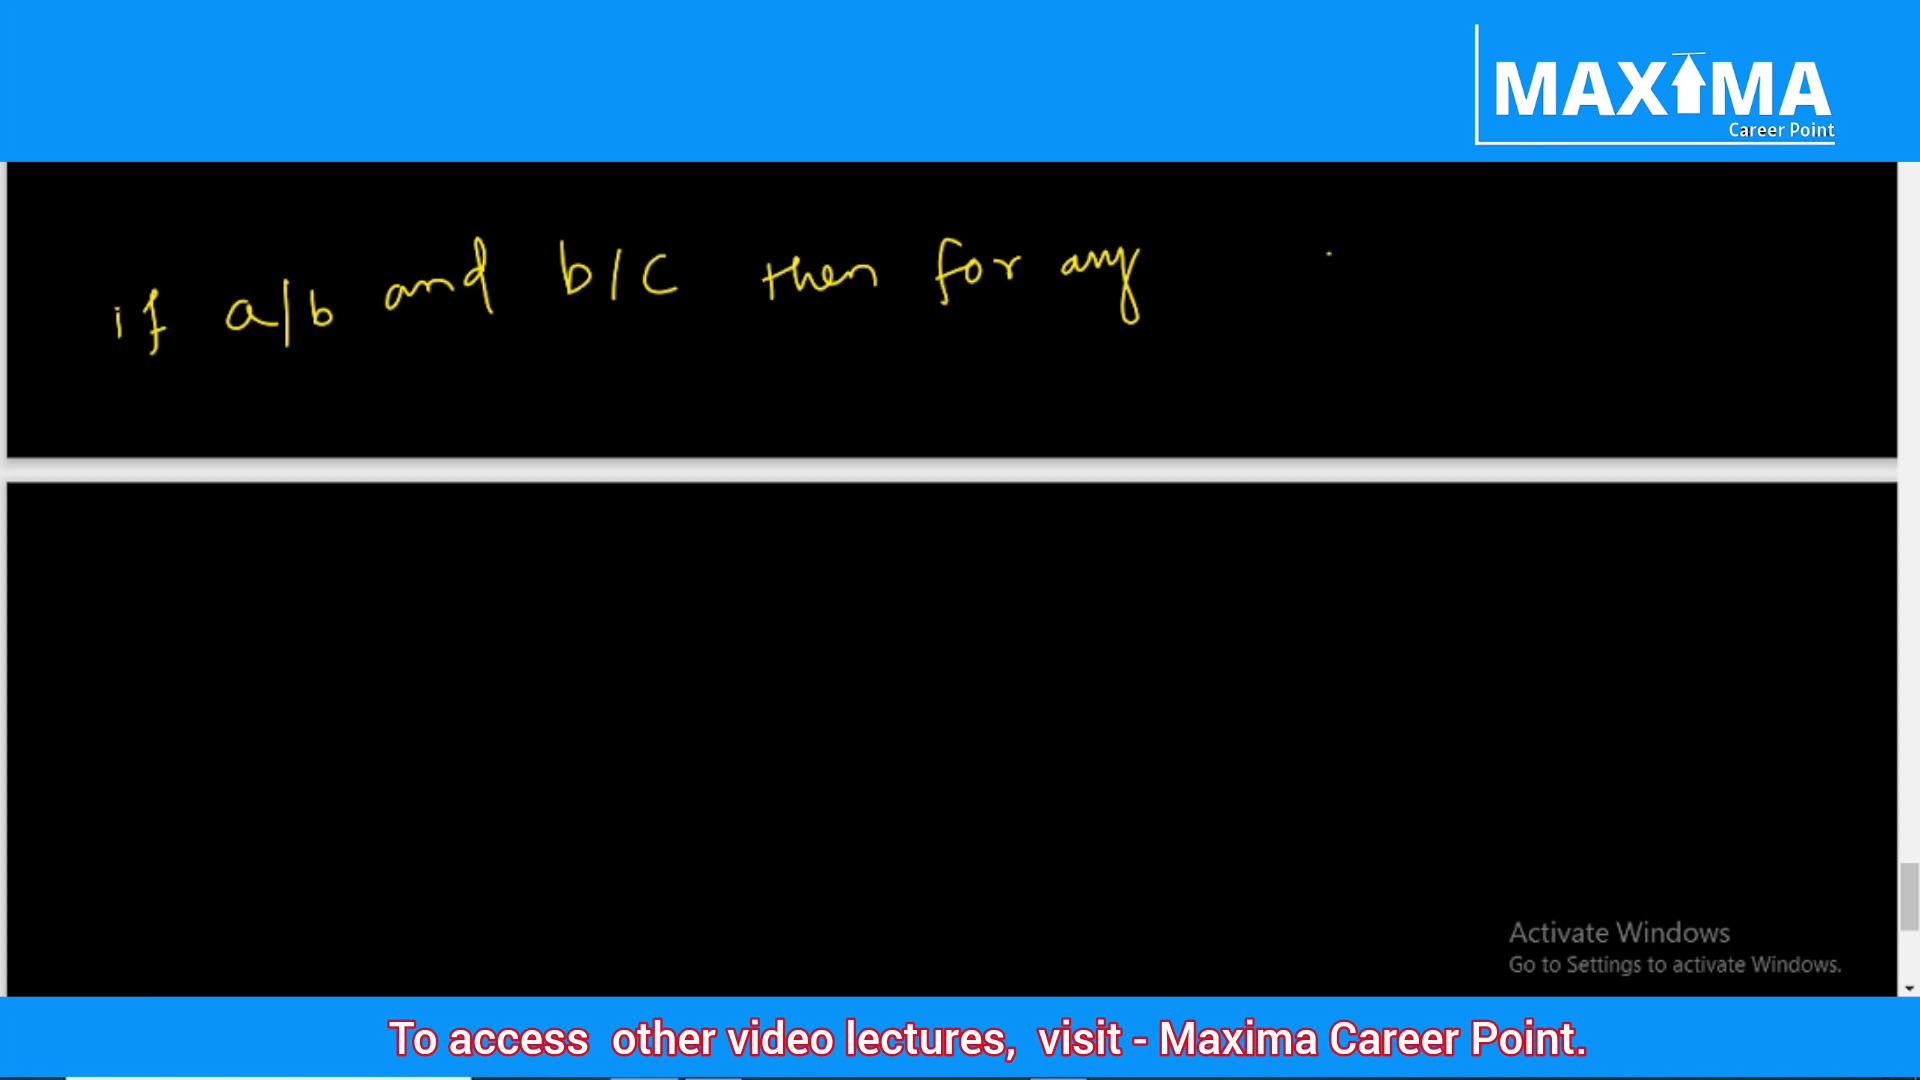 MAXIMA
Career Point
if a/b and b/c then for any
Activate Windows
Go to Settings to activate Windows.
To access other video lectures, visit - Maxima Career Point.